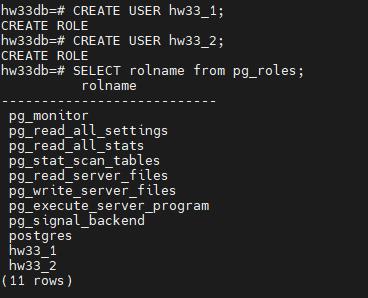 hw33db=# CREATE USER hw33_1;
CREATE ROLE
hw33db=# CREATE USER hw33_2;
CREATE ROLE
hw33db=# SELECT rolname from pg_roles;
          rolname
---------------------------
 pg_monitor
 pg_read_all_settings
 pg_read_all_stats
 pg_stat_scan_tables
 pg_read_server_files
 pg_write_server_files
 pg_execute_server_program
 pg_signal_backend
 postgres
 hw33_1
 hw33_2
(11 rows)